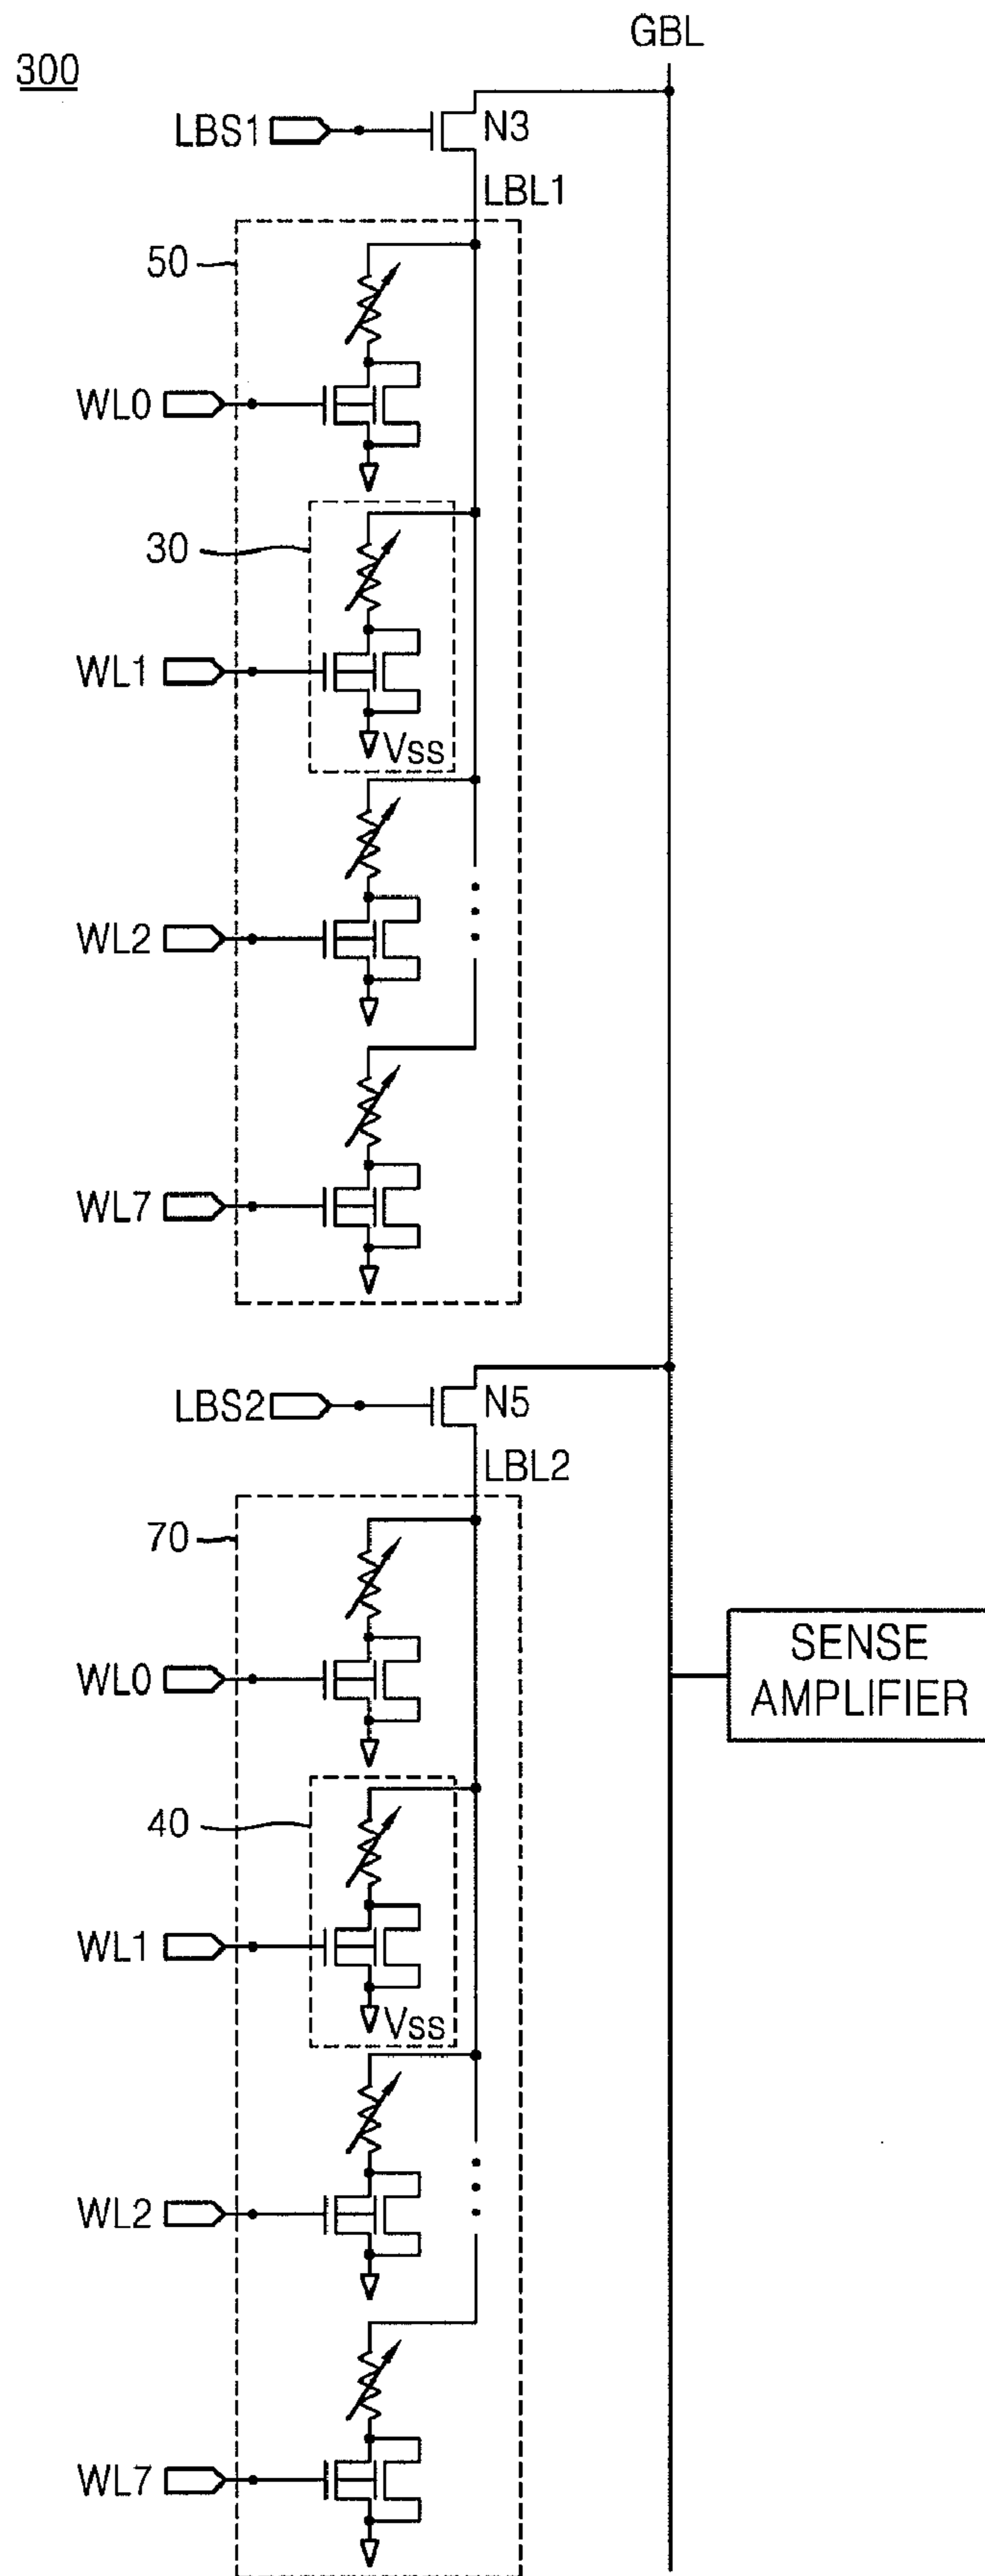 GBL
300
LBS1
N3
LBL1
50
WL0
30
WL1
VSS
WL2
WL7
LBS2
N5
LBL2
70
SENSE
AMPLIFIER
WL0
40
WL1
VSS
WL2
WL7